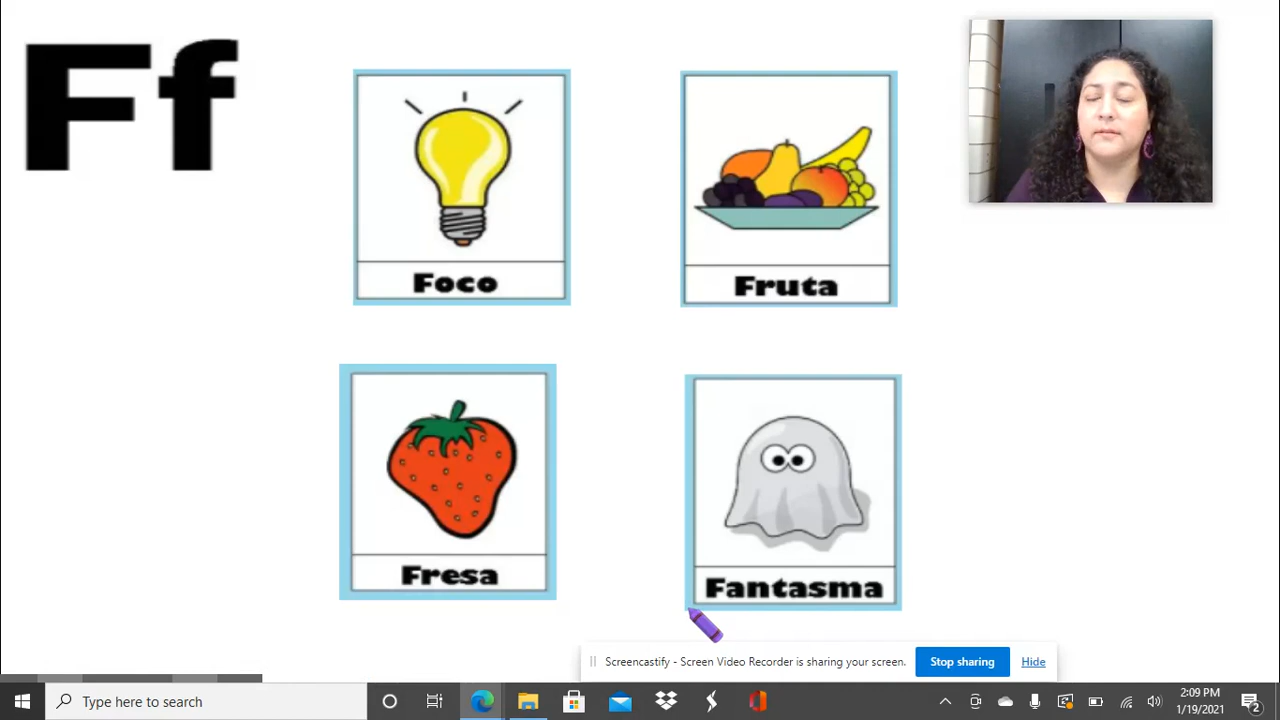 Ff
Foco
Fruta
Fresa
Fantasma
Screencastify - Screen Video Recorder is sharing your screen.
Stop sharing
Hide
Type here to search
2:09 PM
1/19/2021
2